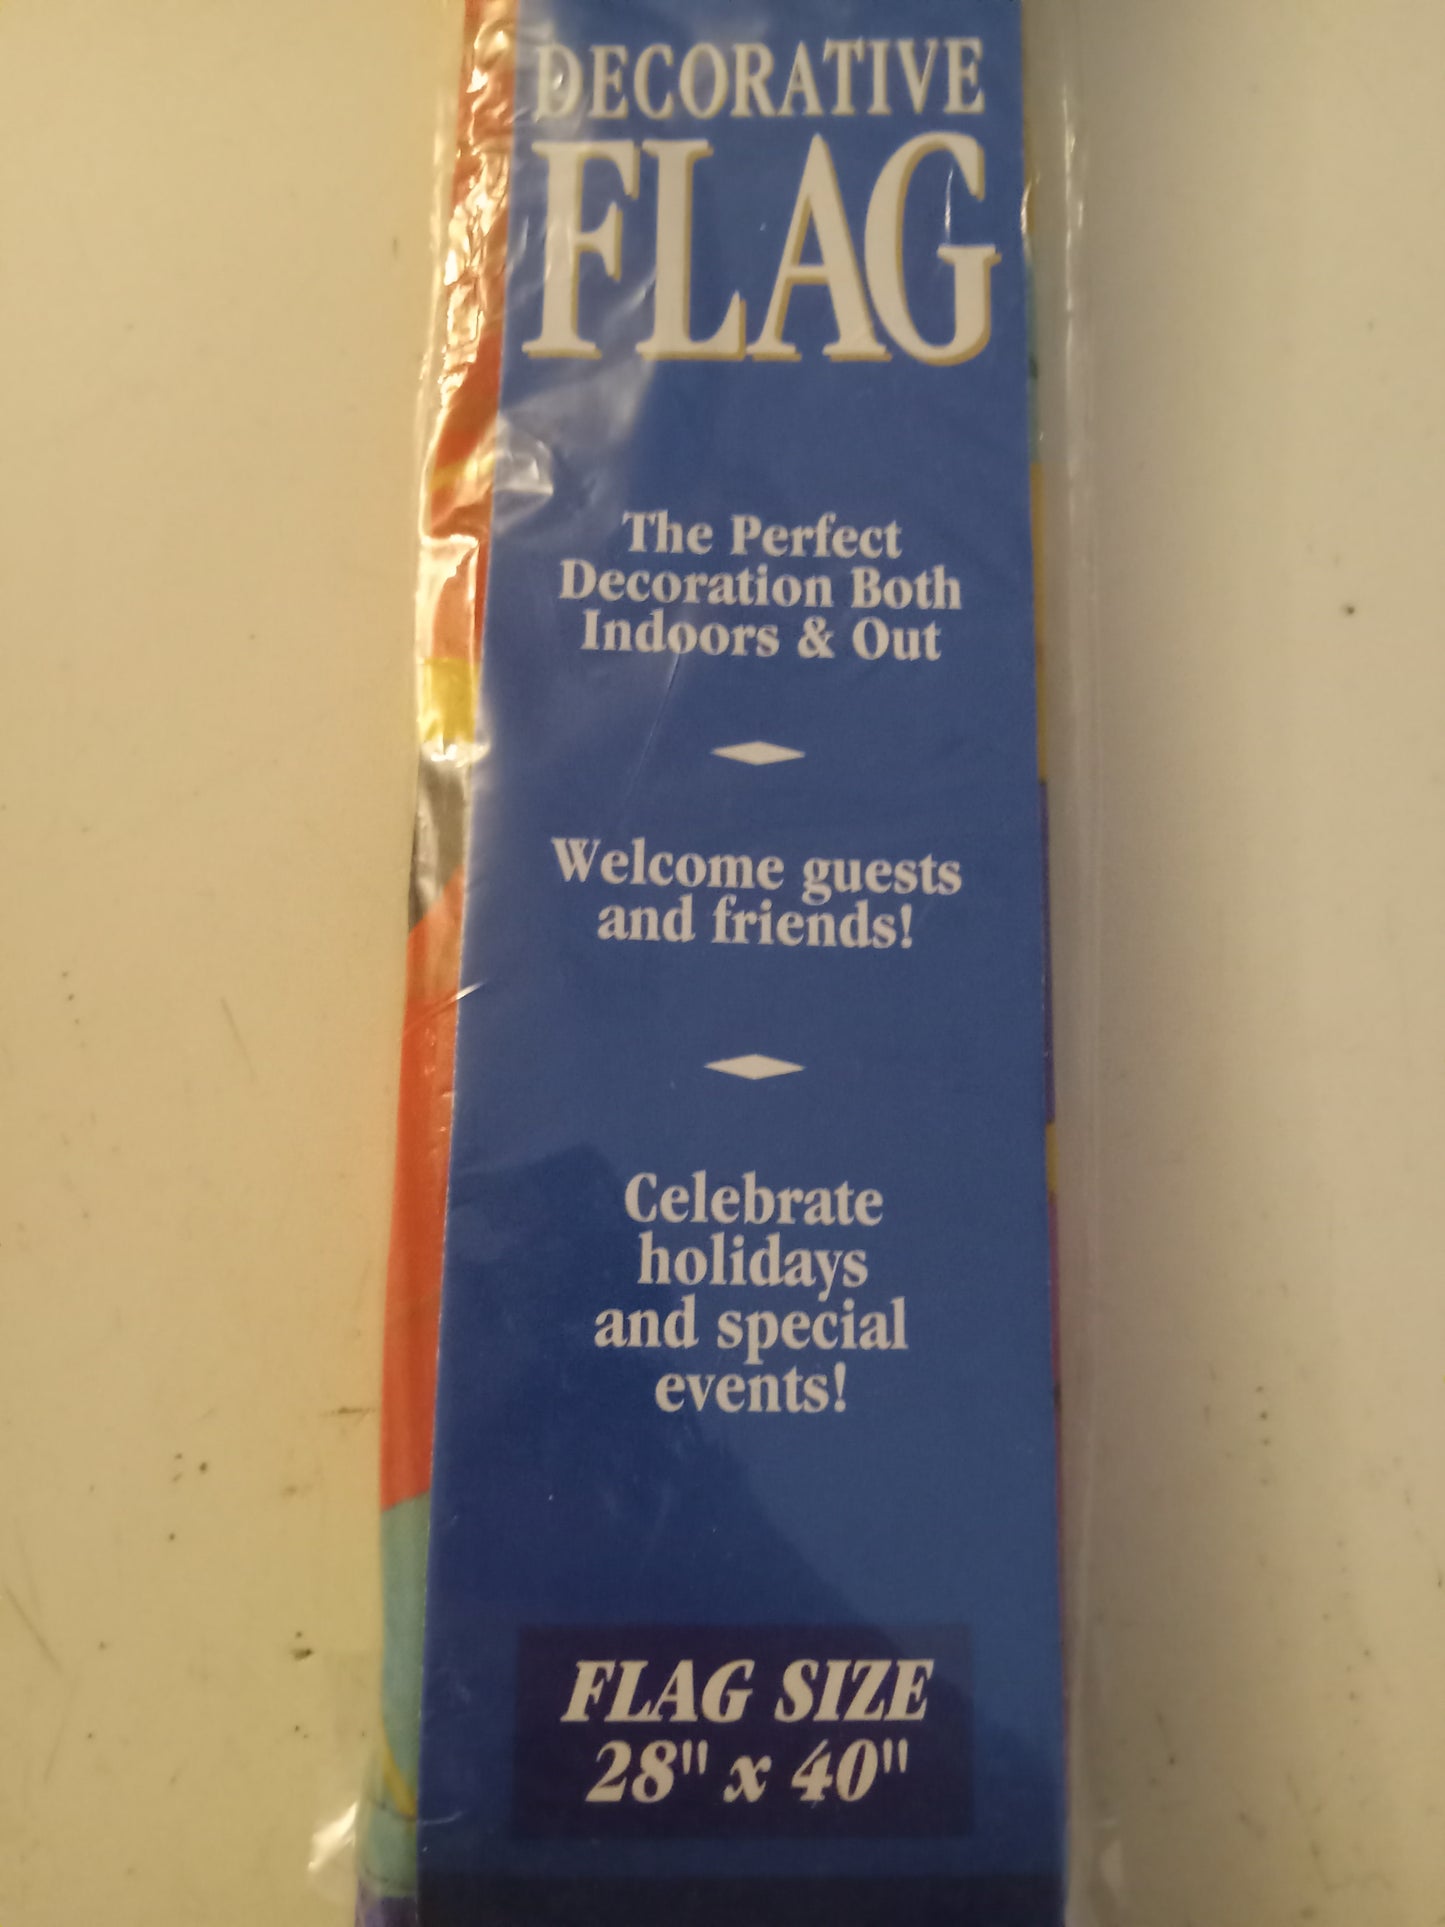 DECORATIVE
FLAG
The Perfect
Decoration Both
Indoors & Out
Welcome guests
and friends!
Celebrate
holidays
and special
events!
FLAG SIZE
28" x 40"